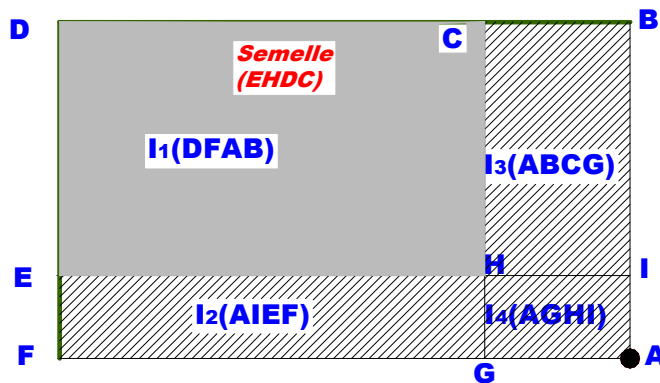 D
C
B
Semelle
(EHDC)
I1(DFAB)
I3(ABCG)
E
H
I
I2(AIEF)
I4(AGHI)
F
G
A